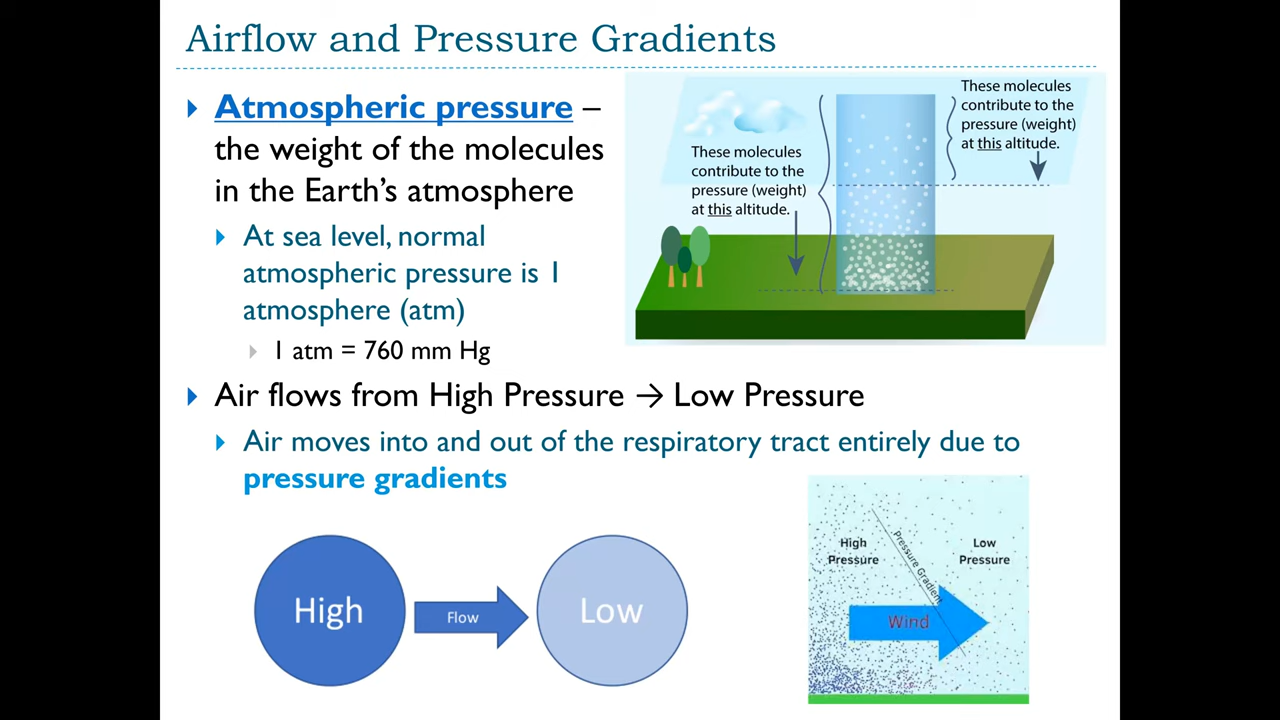 Airflow and Pressure Gradients
Atmospheric pressure –
the weight of the molecules
in the Earth's atmosphere
At sea level, normal
atmospheric pressure is 1
atmosphere (atm)
1 atm = 760 mm Hg
These molecules
contribute to the
pressure (weight)
at this altitude.
These molecules
contribute to the
pressure (weight)
at this altitude.
Air flows from High Pressure → Low Pressure
Air moves into and out of the respiratory tract entirely due to
pressure gradients
High
Flow
Low
High
Pressure
Pressure Gradient
Low
Pressure
Wind